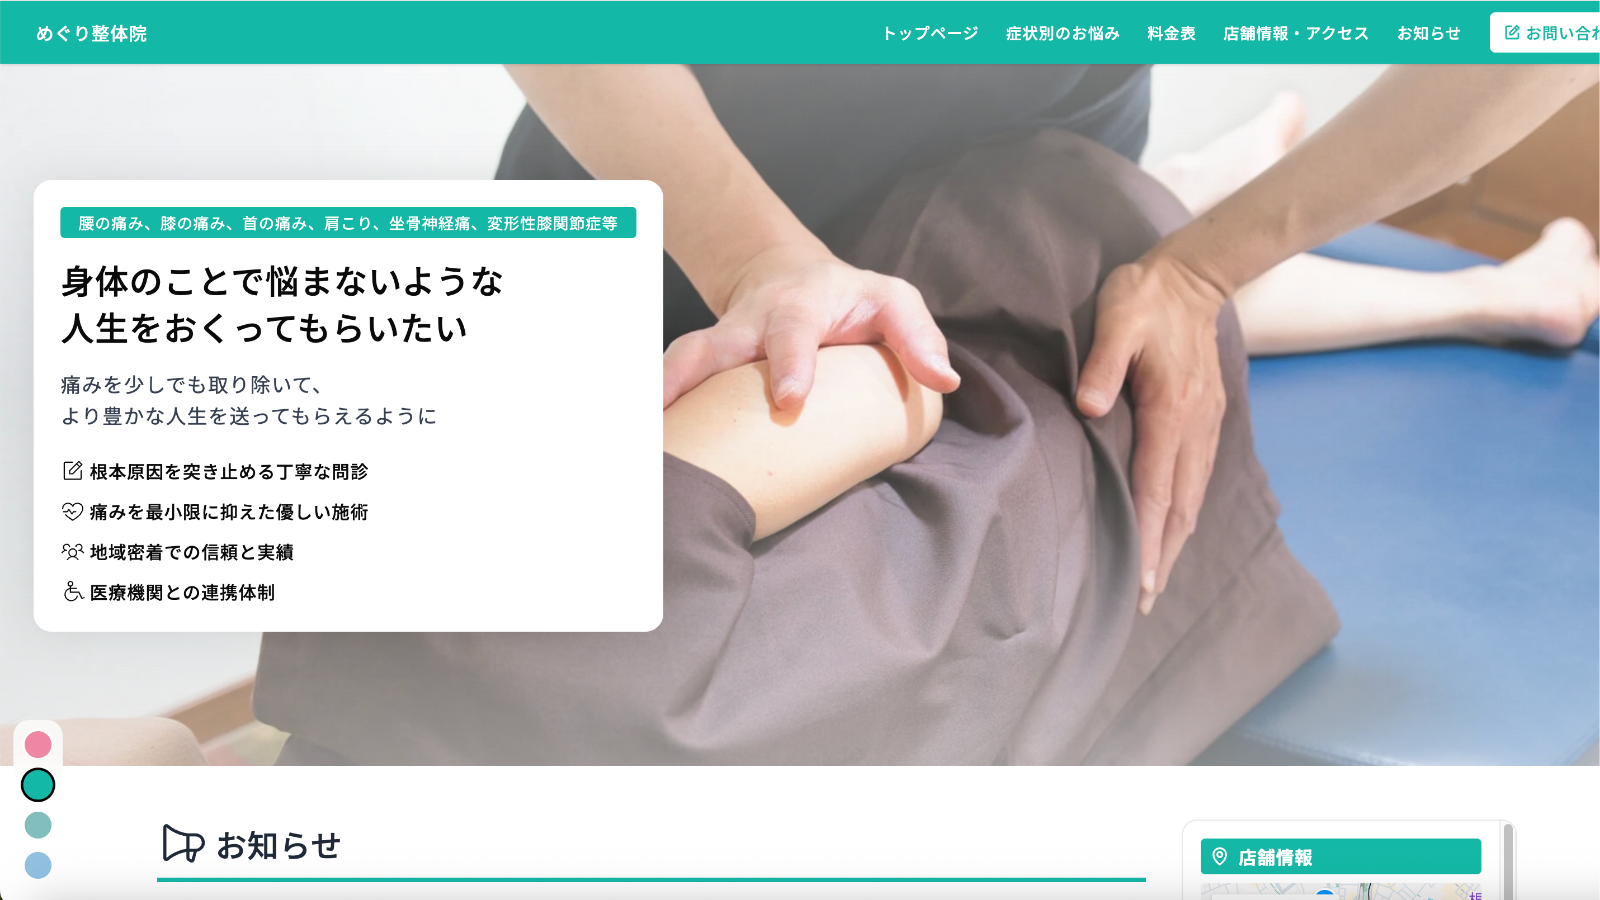 めぐり整体院
トップページ 症状別のお悩み 料金表 店舗情報・アクセス お知らせ お問い合わ
腰の痛み、膝の痛み、首の痛み、肩こり、坐骨神経痛、変形性膝関節症等
身体のことで悩まないような
人生をおくってもらいたい
痛みを少しでも取り除いて、
より豊かな人生を送ってもらえるように
根本原因を突き止める丁寧な問診
痛みを最小限に抑えた優しい施術
地域密着での信頼と実績
医療機関との連携体制
お知らせ
店舗情報